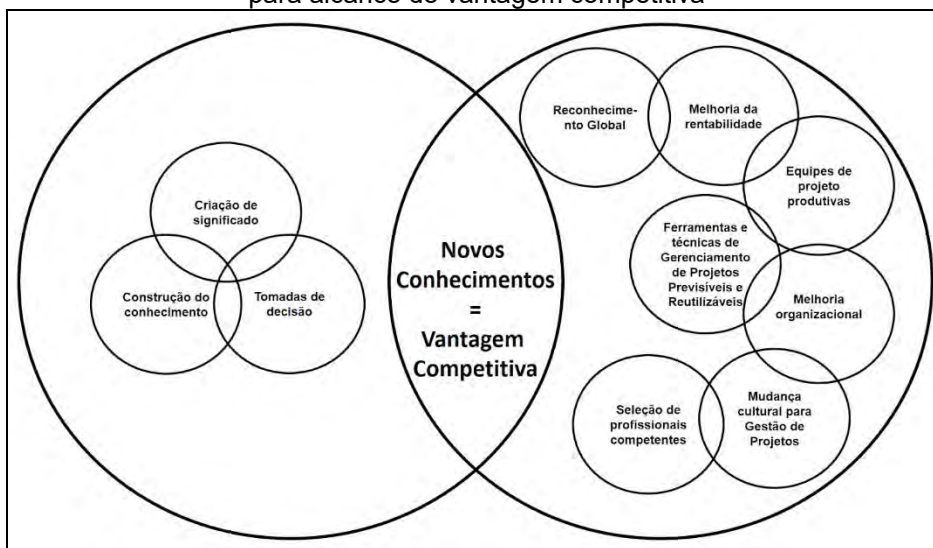 para alcance de vantagem competitiva
Criação de
significado
Construção do
conhecimento
Tomadas de
decisão
Novos
Conhecimentos
=
Vantagem
Competitiva
Reconhecime-
nto Global
Melhoria da
rentabilidade
Equipes de
projeto
produtivas
Ferramentas e
técnicas de
Gerenciamento
de Projetos
Previsíveis e
Reutilizáveis
Melhoria
organizacional
Seleção de
profissionais
competentes
Mudança
cultural para
Gestão de
Projetos